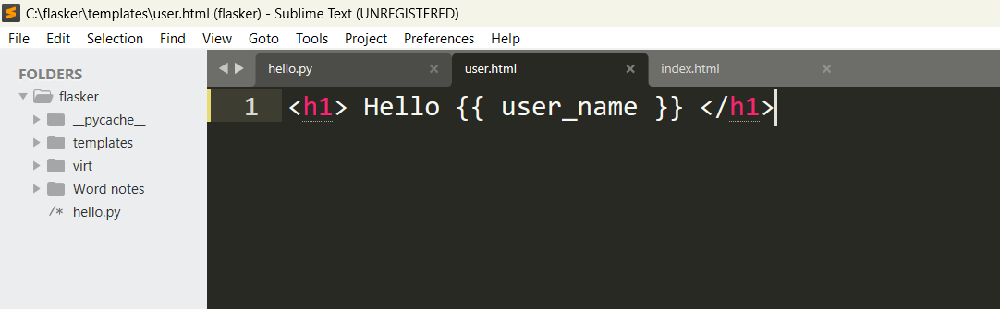 C:\flasker\templates\user.html (flasker) - Sublime Text (UNREGISTERED)
File Edit Selection Find View Goto Tools Project Preferences Help
FOLDERS
flasker
__pycache__
templates
virt
Word notes
/* hello.py
hello.py × user.html × index.html ×
1 <h1> Hello {{ user_name }} </h1>